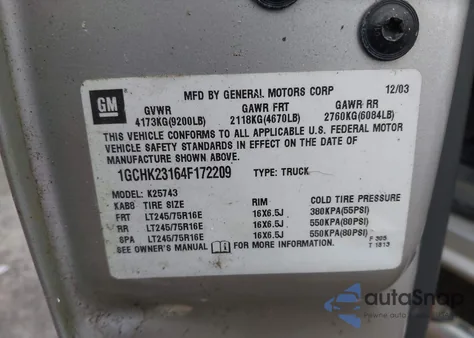 GM
MFD BY GENERAL MOTORS CORP 12/03
GVWR GAWR FRT GAWR RR
4173KG(9200LB) 2118KG(4670LB) 2760KG(6084LB)
THIS VEHICLE CONFORMS TO ALL APPLICABLE U.S. FEDERAL MOTOR
VEHICLE SAFETY STANDARDS IN EFFECT ON THE DATE OF
MANUFACTURE SHOWN ABOVE.
1GCHK23164F172209 TYPE: TRUCK
MODEL: K25743
KAB8 TIRE SIZE RIM COLD TIRE PRESSURE
FRT LT245/75R16E 16X6.5J 380KPA(55PSI)
RR LT245/75R16E 16X6.5J 550KPA(80PSI)
SPA LT245/75R16E 16X6.5J 550KPA(80PSI)
SEE OWNER'S MANUAL FOR MORE INFORMATION.
F 305
T 1813
autoSnap